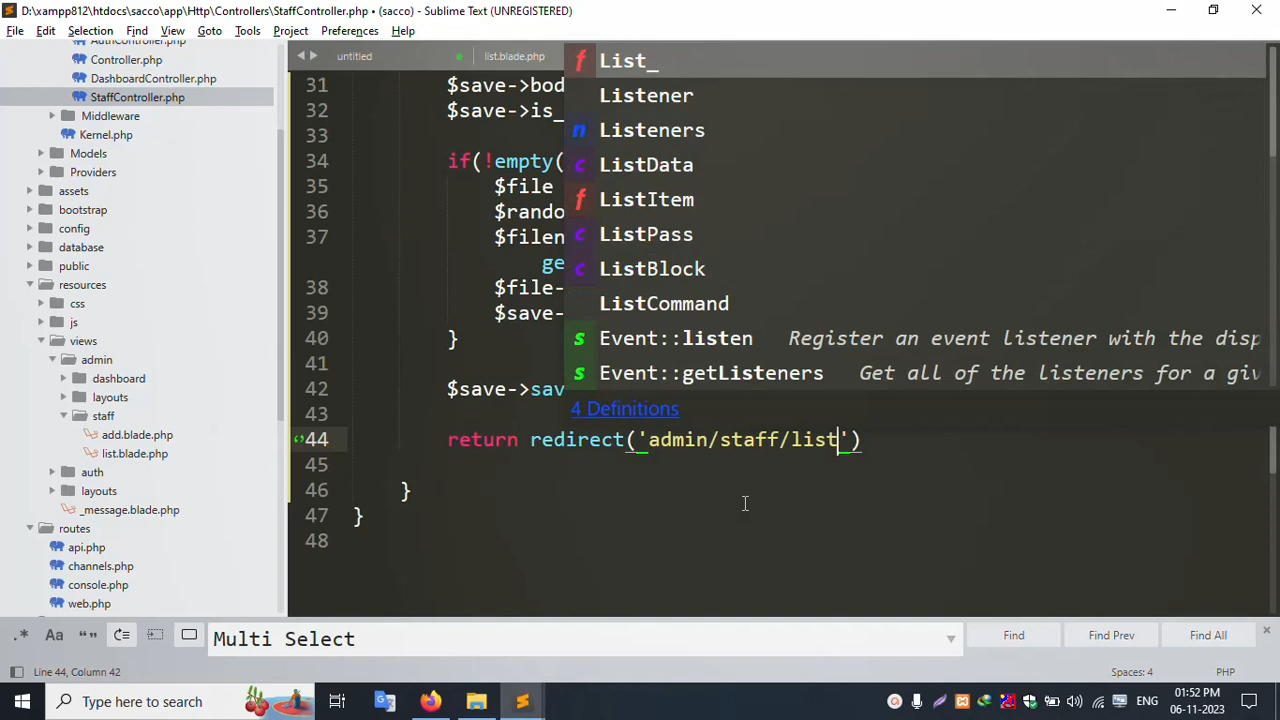 D:\xampp812\htdocs\sacco\app\Http\Controllers\StaffController.php • (sacco) - Sublime Text (UNREGISTERED)
File Edit Selection Find View Goto Tools Project Preferences Help
AuthController.php
Controller.php
DashboardController.php
StaffController.php
Middleware
Kernel.php
Models
Providers
assets
bootstrap
config
database
public
resources
css
js
views
admin
dashboard
layouts
staff
add.blade.php
list.blade.php
auth
layouts
_message.blade.php
routes
api.php
channels.php
console.php
web.php
untitled list.blade.php
31 $save->bod
32 $save->is_
33
34 if(!empty(
35 $file
36 $rando
37 $filen
ge
38 $file-
39 $save-
40 }
41
42 $save->sav
43
44 return redirect('admin/staff/list')
45
46 }
47 }
48
f List_
Listener
n Listeners
c ListData
f ListItem
c ListPass
c ListBlock
ListCommand
s Event::listen Register an event listener with the disp
s Event::getListeners Get all of the listeners for a giv
4 Definitions
.* Aa “” Multi Select Find Find Prev Find All
Line 44, Column 42 Spaces: 4 PHP
Type here to search ENG 01:52 PM
06-11-2023